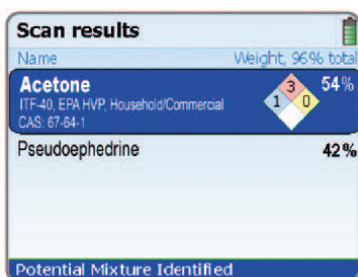 Scan results
Name Weight, 96% total
Acetone 54%
ITF-40, EPA HVP, Household/Commercial
CAS: 67-64-1
3
1 0
Pseudoephedrine 42%
Potential Mixture Identified